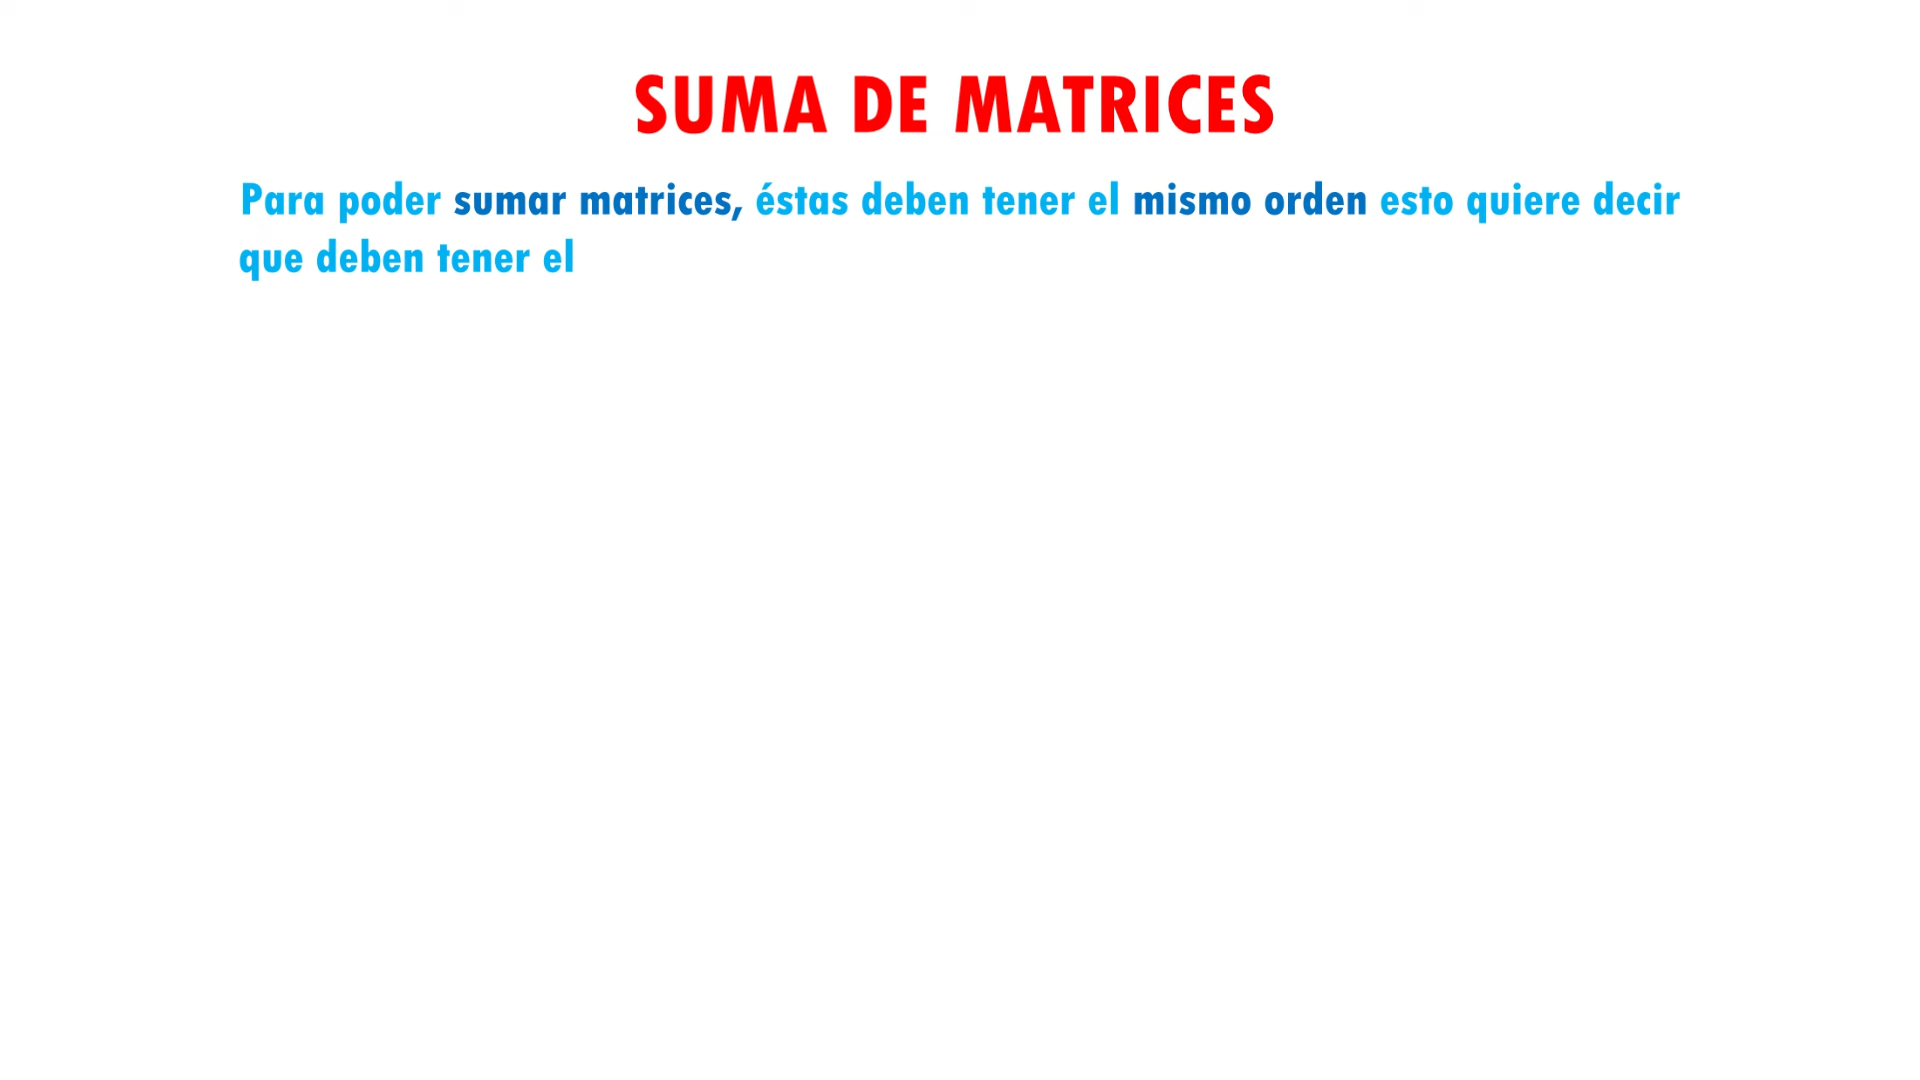 SUMA DE MATRICES
Para poder sumar matrices, éstas deben tener el mismo orden esto quiere decir
que deben tener el